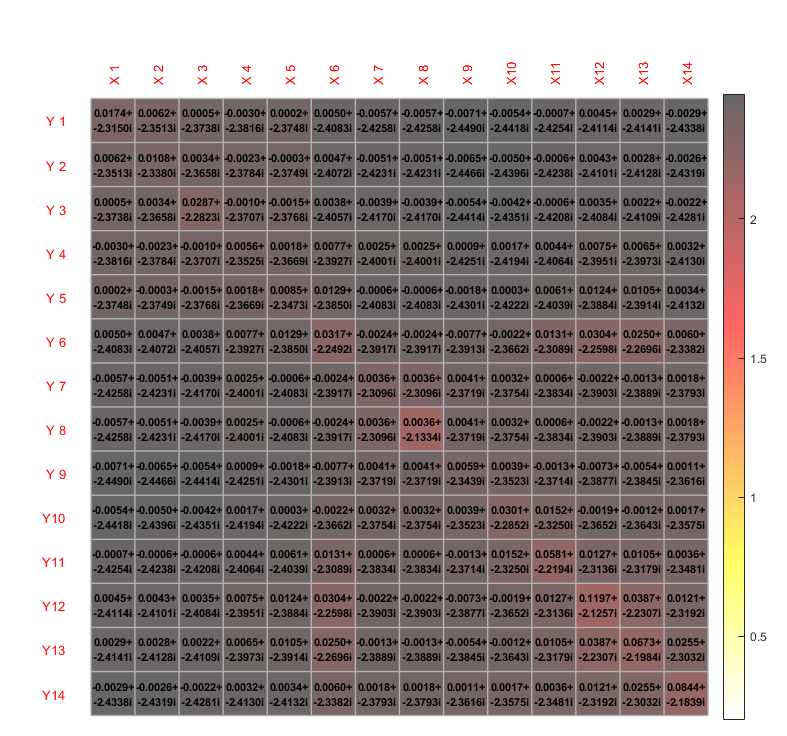 X 1 X 2 X 3 X 4 X 5 X 6 X 7 X 8 X 9 X10 X11 X12 X13 X14
0.0174+ 0.0062+ 0.0005+ -0.0030+ 0.0002+ 0.0050+ -0.0057+ -0.0057+ -0.0071+ -0.0054+ -0.0007+ 0.0045+ 0.0029+ -0.0029+
Y 1
-2.3150i -2.3513i -2.3738i -2.3816i -2.3748i -2.4083i -2.4258i -2.4258i -2.4490i -2.4418i -2.4254i -2.4114i -2.4141i -2.4338i
0.0062+ 0.0108+ 0.0034+ -0.0023+ -0.0003+ 0.0047+ -0.0051+ -0.0051+ -0.0065+ -0.0050+ -0.0006+ 0.0043+ 0.0028+ -0.0026+
Y 2
-2.3513i -2.3380i -2.3658i -2.3784i -2.3749i -2.4072i -2.4231i -2.4231i -2.4466i -2.4396i -2.4238i -2.4101i -2.4128i -2.4319i
0.0005+ 0.0034+ 0.0287+ -0.0010+ -0.0015+ 0.0038+ -0.0039+ -0.0039+ -0.0054+ -0.0042+ -0.0006+ 0.0035+ 0.0022+ -0.0022+
Y 3
-2.3738i -2.3658i -2.2823i -2.3707i -2.3768i -2.4057i -2.4170i -2.4170i -2.4414i -2.4351i -2.4208i -2.4084i -2.4109i -2.4281i
2
-0.0030+ -0.0023+ -0.0010+ 0.0056+ 0.0018+ 0.0077+ 0.0025+ 0.0025+ 0.0009+ 0.0017+ 0.0044+ 0.0075+ 0.0065+ 0.0032+
Y 4
-2.3816i -2.3784i -2.3707i -2.3525i -2.3669i -2.3927i -2.4001i -2.4001i -2.4251i -2.4194i -2.4064i -2.3951i -2.3973i -2.4130i
0.0002+ -0.0003+ -0.0015+ 0.0018+ 0.0085+ 0.0129+ -0.0006+ -0.0006+ -0.0018+ 0.0003+ 0.0061+ 0.0124+ 0.0105+ 0.0034+
Y 5
-2.3748i -2.3749i -2.3768i -2.3669i -2.3473i -2.3850i -2.4083i -2.4083i -2.4301i -2.4222i -2.4039i -2.3884i -2.3914i -2.4132i
0.0050+ 0.0047+ 0.0038+ 0.0077+ 0.0129+ 0.0317+ -0.0024+ -0.0024+ -0.0077+ -0.0022+ 0.0131+ 0.0304+ 0.0250+ 0.0060+
Y 6
-2.4083i -2.4072i -2.4057i -2.3927i -2.3850i -2.2492i -2.3917i -2.3917i -2.3913i -2.3662i -2.3089i -2.2598i -2.2696i -2.3382i
1.5
-0.0057+ -0.0051+ -0.0039+ 0.0025+ -0.0006+ -0.0024+ 0.0036+ 0.0036+ 0.0041+ 0.0032+ 0.0006+ -0.0022+ -0.0013+ 0.0018+
Y 7
-2.4258i -2.4231i -2.4170i -2.4001i -2.4083i -2.3917i -2.3096i -2.3096i -2.3719i -2.3754i -2.3834i -2.3903i -2.3889i -2.3793i
-0.0057+ -0.0051+ -0.0039+ 0.0025+ -0.0006+ -0.0024+ 0.0036+ 0.0036+ 0.0041+ 0.0032+ 0.0006+ -0.0022+ -0.0013+ 0.0018+
Y 8
-2.4258i -2.4231i -2.4170i -2.4001i -2.4083i -2.3917i -2.3096i -2.1334i -2.3719i -2.3754i -2.3834i -2.3903i -2.3889i -2.3793i
-0.0071+ -0.0065+ -0.0054+ 0.0009+ -0.0018+ -0.0077+ 0.0041+ 0.0041+ 0.0059+ 0.0039+ -0.0013+ -0.0073+ -0.0054+ 0.0011+
Y 9
-2.4490i -2.4466i -2.4414i -2.4251i -2.4301i -2.3913i -2.3719i -2.3719i -2.3439i -2.3523i -2.3714i -2.3877i -2.3845i -2.3616i
1
-0.0054+ -0.0050+ -0.0042+ 0.0017+ 0.0003+ -0.0022+ 0.0032+ 0.0032+ 0.0039+ 0.0301+ 0.0152+ -0.0019+ -0.0012+ 0.0017+
Y10
-2.4418i -2.4396i -2.4351i -2.4194i -2.4222i -2.3662i -2.3754i -2.3754i -2.3523i -2.2852i -2.3250i -2.3652i -2.3643i -2.3575i
-0.0007+ -0.0006+ -0.0006+ 0.0044+ 0.0061+ 0.0131+ 0.0006+ 0.0006+ -0.0013+ 0.0152+ 0.0581+ 0.0127+ 0.0105+ 0.0036+
Y11
-2.4254i -2.4238i -2.4208i -2.4064i -2.4039i -2.3089i -2.3834i -2.3834i -2.3714i -2.3250i -2.2194i -2.3136i -2.3179i -2.3481i
0.0045+ 0.0043+ 0.0035+ 0.0075+ 0.0124+ 0.0304+ -0.0022+ -0.0022+ -0.0073+ -0.0019+ 0.0127+ 0.1197+ 0.0387+ 0.0121+
Y12
-2.4114i -2.4101i -2.4084i -2.3951i -2.3884i -2.2598i -2.3903i -2.3903i -2.3877i -2.3652i -2.3136i -2.1257i -2.2307i -2.3192i
0.5
0.0029+ 0.0028+ 0.0022+ 0.0065+ 0.0105+ 0.0250+ -0.0013+ -0.0013+ -0.0054+ -0.0012+ 0.0105+ 0.0387+ 0.0673+ 0.0255+
Y13
-2.4141i -2.4128i -2.4109i -2.3973i -2.3914i -2.2696i -2.3889i -2.3889i -2.3845i -2.3643i -2.3179i -2.2307i -2.1984i -2.3032i
-0.0029+ -0.0026+ -0.0022+ 0.0032+ 0.0034+ 0.0060+ 0.0018+ 0.0018+ 0.0011+ 0.0017+ 0.0036+ 0.0121+ 0.0255+ 0.0844+
Y14
-2.4338i -2.4319i -2.4281i -2.4130i -2.4132i -2.3382i -2.3793i -2.3793i -2.3616i -2.3575i -2.3481i -2.3192i -2.3032i -2.1839i